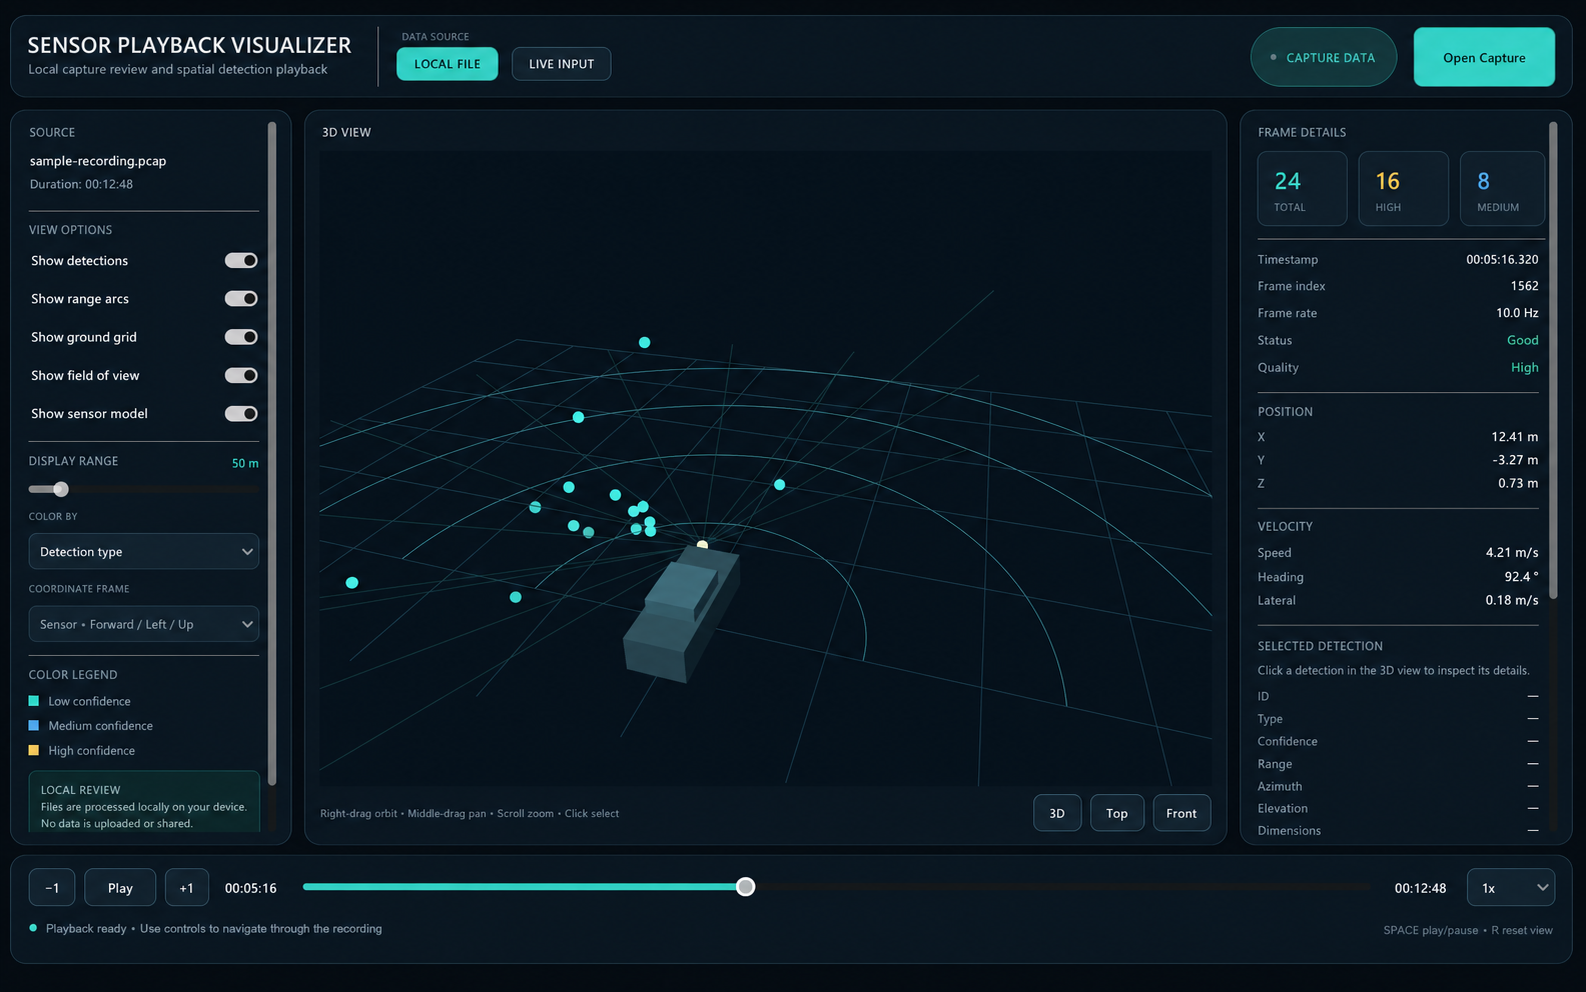 SENSOR PLAYBACK VISUALIZER
Local capture review and spatial detection playback
DATA SOURCE
LOCAL FILE
LIVE INPUT
CAPTURE DATA
Open Capture
SOURCE
sample-recording.pcap
Duration: 00:12:48
VIEW OPTIONS
Show detections
Show range arcs
Show ground grid
Show field of view
Show sensor model
DISPLAY RANGE 50 m
COLOR BY
Detection type
COORDINATE FRAME
Sensor • Forward / Left / Up
COLOR LEGEND
Low confidence
Medium confidence
High confidence
LOCAL REVIEW
Files are processed locally on your device.
No data is uploaded or shared.
3D VIEW
Right-drag orbit • Middle-drag pan • Scroll zoom • Click select
3D
Top
Front
FRAME DETAILS
24
TOTAL
16
HIGH
8
MEDIUM
Timestamp 00:05:16.320
Frame index 1562
Frame rate 10.0 Hz
Status Good
Quality High
POSITION
X 12.41 m
Y -3.27 m
Z 0.73 m
VELOCITY
Speed 4.21 m/s
Heading 92.4 °
Lateral 0.18 m/s
SELECTED DETECTION
Click a detection in the 3D view to inspect its details.
ID —
Type —
Confidence —
Range —
Azimuth —
Elevation —
Dimensions —
−1
Play
+1
00:05:16
00:12:48
1x
Playback ready • Use controls to navigate through the recording
SPACE play/pause • R reset view